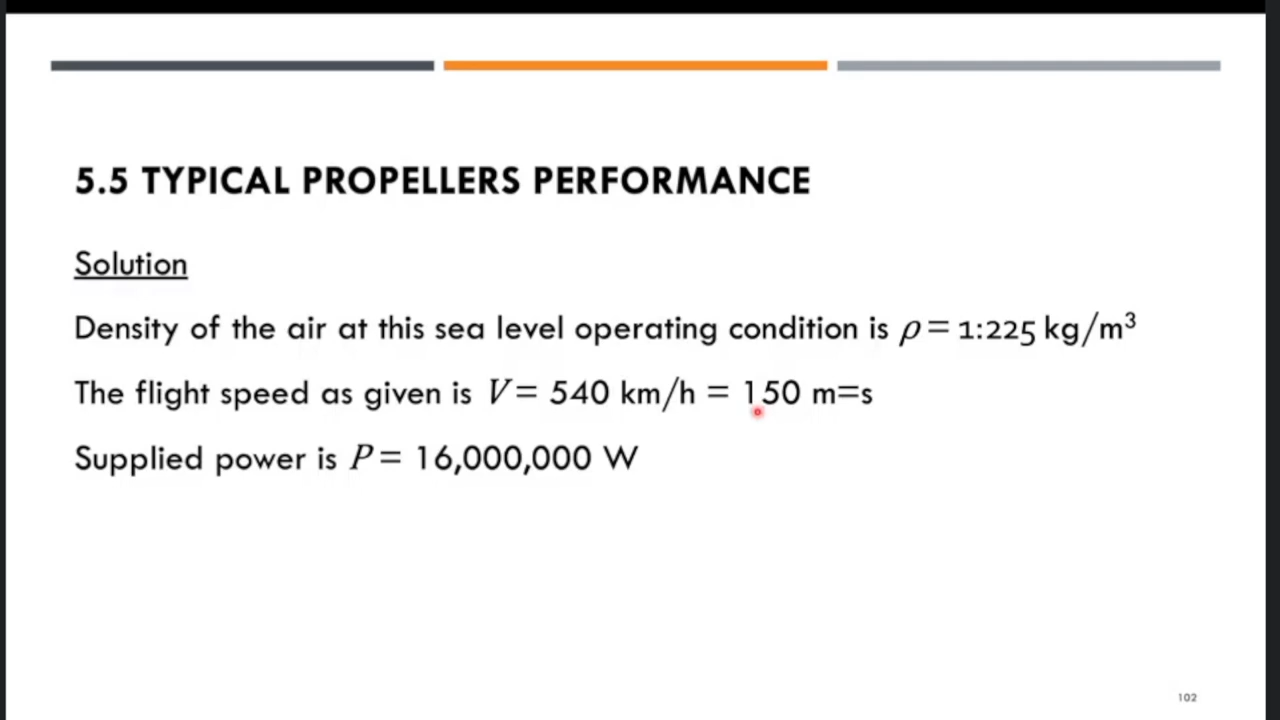 5.5 TYPICAL PROPELLERS PERFORMANCE
Solution
Density of the air at this sea level operating condition is ρ = 1:225 kg/m³
The flight speed as given is V = 540 km/h = 150 m=s
Supplied power is P = 16,000,000 W
102